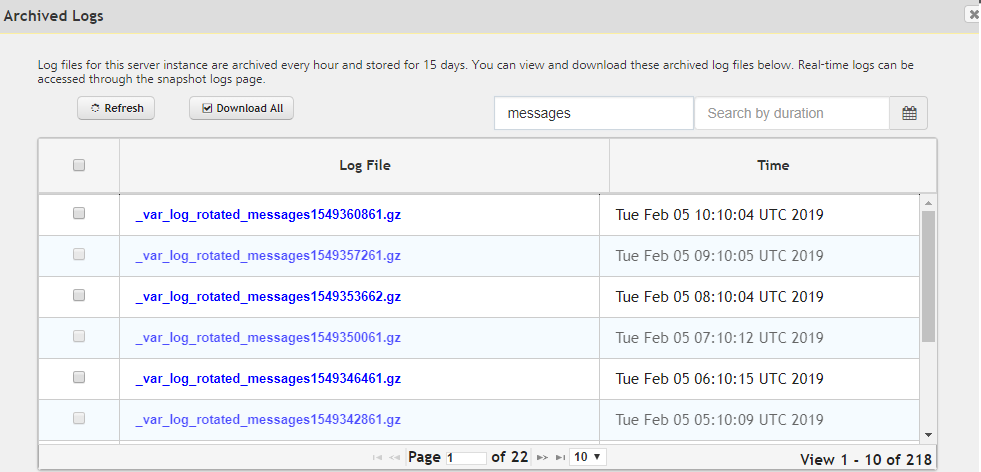 Archived Logs
Log files for this server instance are archived every hour and stored for 15 days. You can view and download these archived log files below. Real-time logs can be
accessed through the snapshot logs page.
Refresh Download All messages Search by duration
Log File Time
_var_log_rotated_messages1549360861.gz Tue Feb 05 10:10:04 UTC 2019
_var_log_rotated_messages1549357261.gz Tue Feb 05 09:10:05 UTC 2019
_var_log_rotated_messages1549353662.gz Tue Feb 05 08:10:04 UTC 2019
_var_log_rotated_messages1549350061.gz Tue Feb 05 07:10:12 UTC 2019
_var_log_rotated_messages1549346461.gz Tue Feb 05 06:10:15 UTC 2019
_var_log_rotated_messages1549342861.gz Tue Feb 05 05:10:09 UTC 2019
Page 1 of 22 10 View 1 - 10 of 218